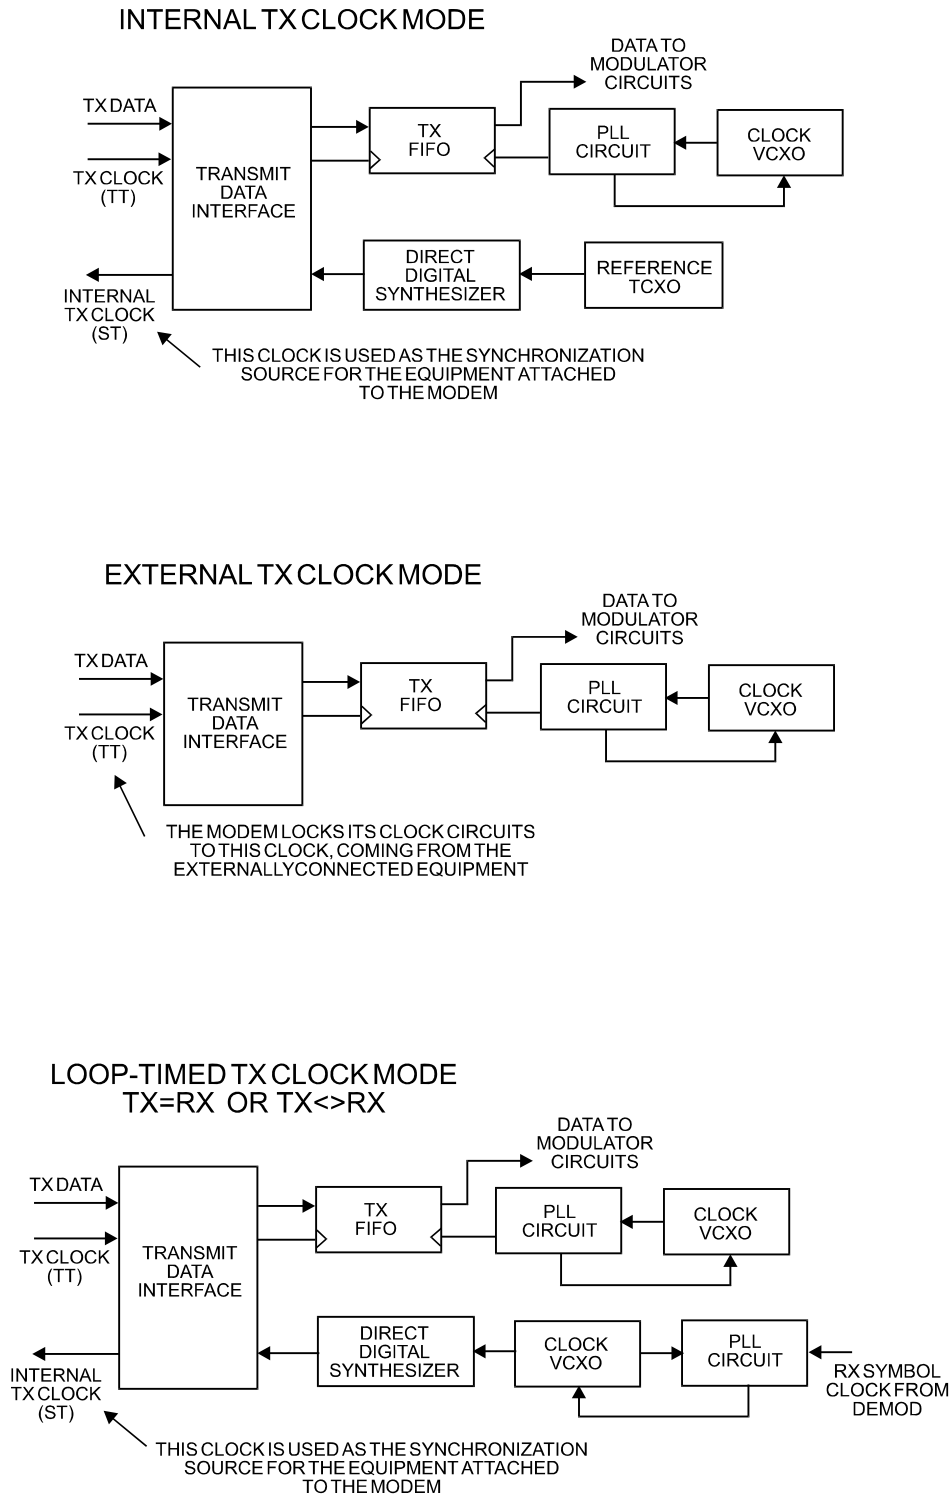 INTERNAL TX CLOCK MODE
DATA TO
MODULATOR
CIRCUITS
TX DATA
TX CLOCK
(TT)
TRANSMIT
DATA
INTERFACE
TX
FIFO
PLL
CIRCUIT
CLOCK
VCXO
DIRECT
DIGITAL
SYNTHESIZER
REFERENCE
TCXO
INTERNAL
TX CLOCK
(ST)
THIS CLOCK IS USED AS THE SYNCHRONIZATION
SOURCE FOR THE EQUIPMENT ATTACHED
TO THE MODEM
EXTERNAL TX CLOCK MODE
DATA TO
MODULATOR
CIRCUITS
TX DATA
TX CLOCK
(TT)
TRANSMIT
DATA
INTERFACE
TX
FIFO
PLL
CIRCUIT
CLOCK
VCXO
THE MODEM LOCKS ITS CLOCK CIRCUITS
TO THIS CLOCK, COMING FROM THE
EXTERNALLY CONNECTED EQUIPMENT
LOOP-TIMED TX CLOCK MODE
TX=RX OR TX<>RX
DATA TO
MODULATOR
CIRCUITS
TX DATA
TX CLOCK
(TT)
TRANSMIT
DATA
INTERFACE
TX
FIFO
PLL
CIRCUIT
CLOCK
VCXO
DIRECT
DIGITAL
SYNTHESIZER
CLOCK
VCXO
PLL
CIRCUIT
RX SYMBOL
CLOCK FROM
DEMOD
INTERNAL
TX CLOCK
(ST)
THIS CLOCK IS USED AS THE SYNCHRONIZATION
SOURCE FOR THE EQUIPMENT ATTACHED
TO THE MODEM